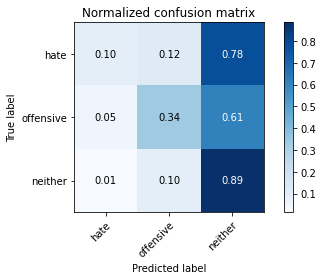 Normalized confusion matrix
True label
hate 0.10 0.12 0.78
offensive 0.05 0.34 0.61
neither 0.01 0.10 0.89
hate offensive neither
Predicted label
0.8
0.7
0.6
0.5
0.4
0.3
0.2
0.1